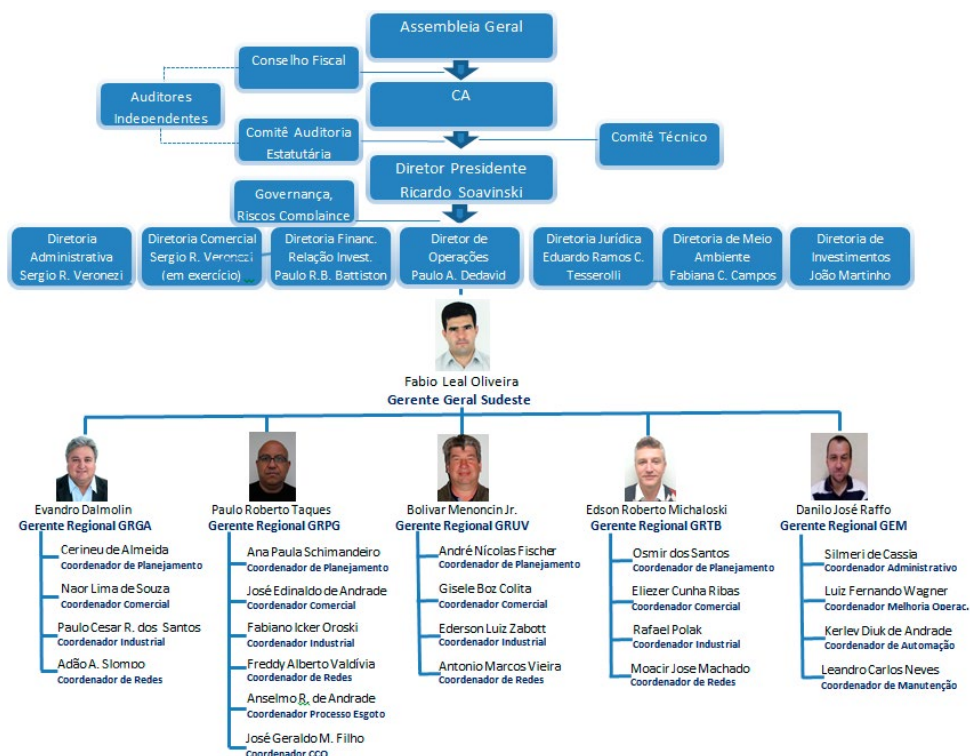 Assembleia Geral
Conselho Fiscal
CA
Auditores
Independentes
Comitê Auditoria
Estatutária
Comitê Técnico
Diretor Presidente
Ricardo Soavinski
Governança,
Riscos Complaince
Diretoria
Administrativa
Sergio R. Veronezi
Diretoria Comercial
Sergio R. Veronezi
(em exercício)
Diretoria Financ.
Relação Invest.
Paulo R.B. Battiston
Diretor de
Operações
Paulo A. Dedavid
Diretoria Jurídica
Eduardo Ramos C.
Tesserolli
Diretoria de Meio
Ambiente
Fabiana C. Campos
Diretoria de
Investimentos
João Martinho
Fabio Leal Oliveira
Gerente Geral Sudeste
Evandro Dalmolin
Gerente Regional GRGA
Cerineu de Almeida
Coordenador de Planejamento
Naor Lima de Souza
Coordenador Comercial
Paulo Cesar R. dos Santos
Coordenador Industrial
Adão A. Slompo
Coordenador de Redes
Paulo Roberto Taques
Gerente Regional GRPG
Ana Paula Schimandeiro
Coordenador de Planejamento
José Edinaldo de Andrade
Coordenador Comercial
Fabiano Icker Oroski
Coordenador Industrial
Freddy Alberto Valdívia
Coordenador de Redes
Anselmo R. de Andrade
Coordenador Processo Esgoto
José Geraldo M. Filho
Coordenador CCO
Bolivar Menoncin Jr.
Gerente Regional GRUV
André Nícolas Fischer
Coordenador de Planejamento
Gisele Boz Colita
Coordenador Comercial
Ederson Luiz Zabott
Coordenador Industrial
Antonio Marcos Vieira
Coordenador de Redes
Edson Roberto Michaloski
Gerente Regional GRTB
Osmir dos Santos
Coordenador de Planejamento
Eliezer Cunha Ribas
Coordenador Comercial
Rafael Polak
Coordenador Industrial
Moacir Jose Machado
Coordenador de Redes
Danilo José Raffo
Gerente Regional GEM
Silmeri de Cassia
Coordenador Administrativo
Luiz Fernando Wagner
Coordenador Melhoria Operac.
Kerley Diuk de Andrade
Coordenador de Automação
Leandro Carlos Neves
Coordenador de Manutenção